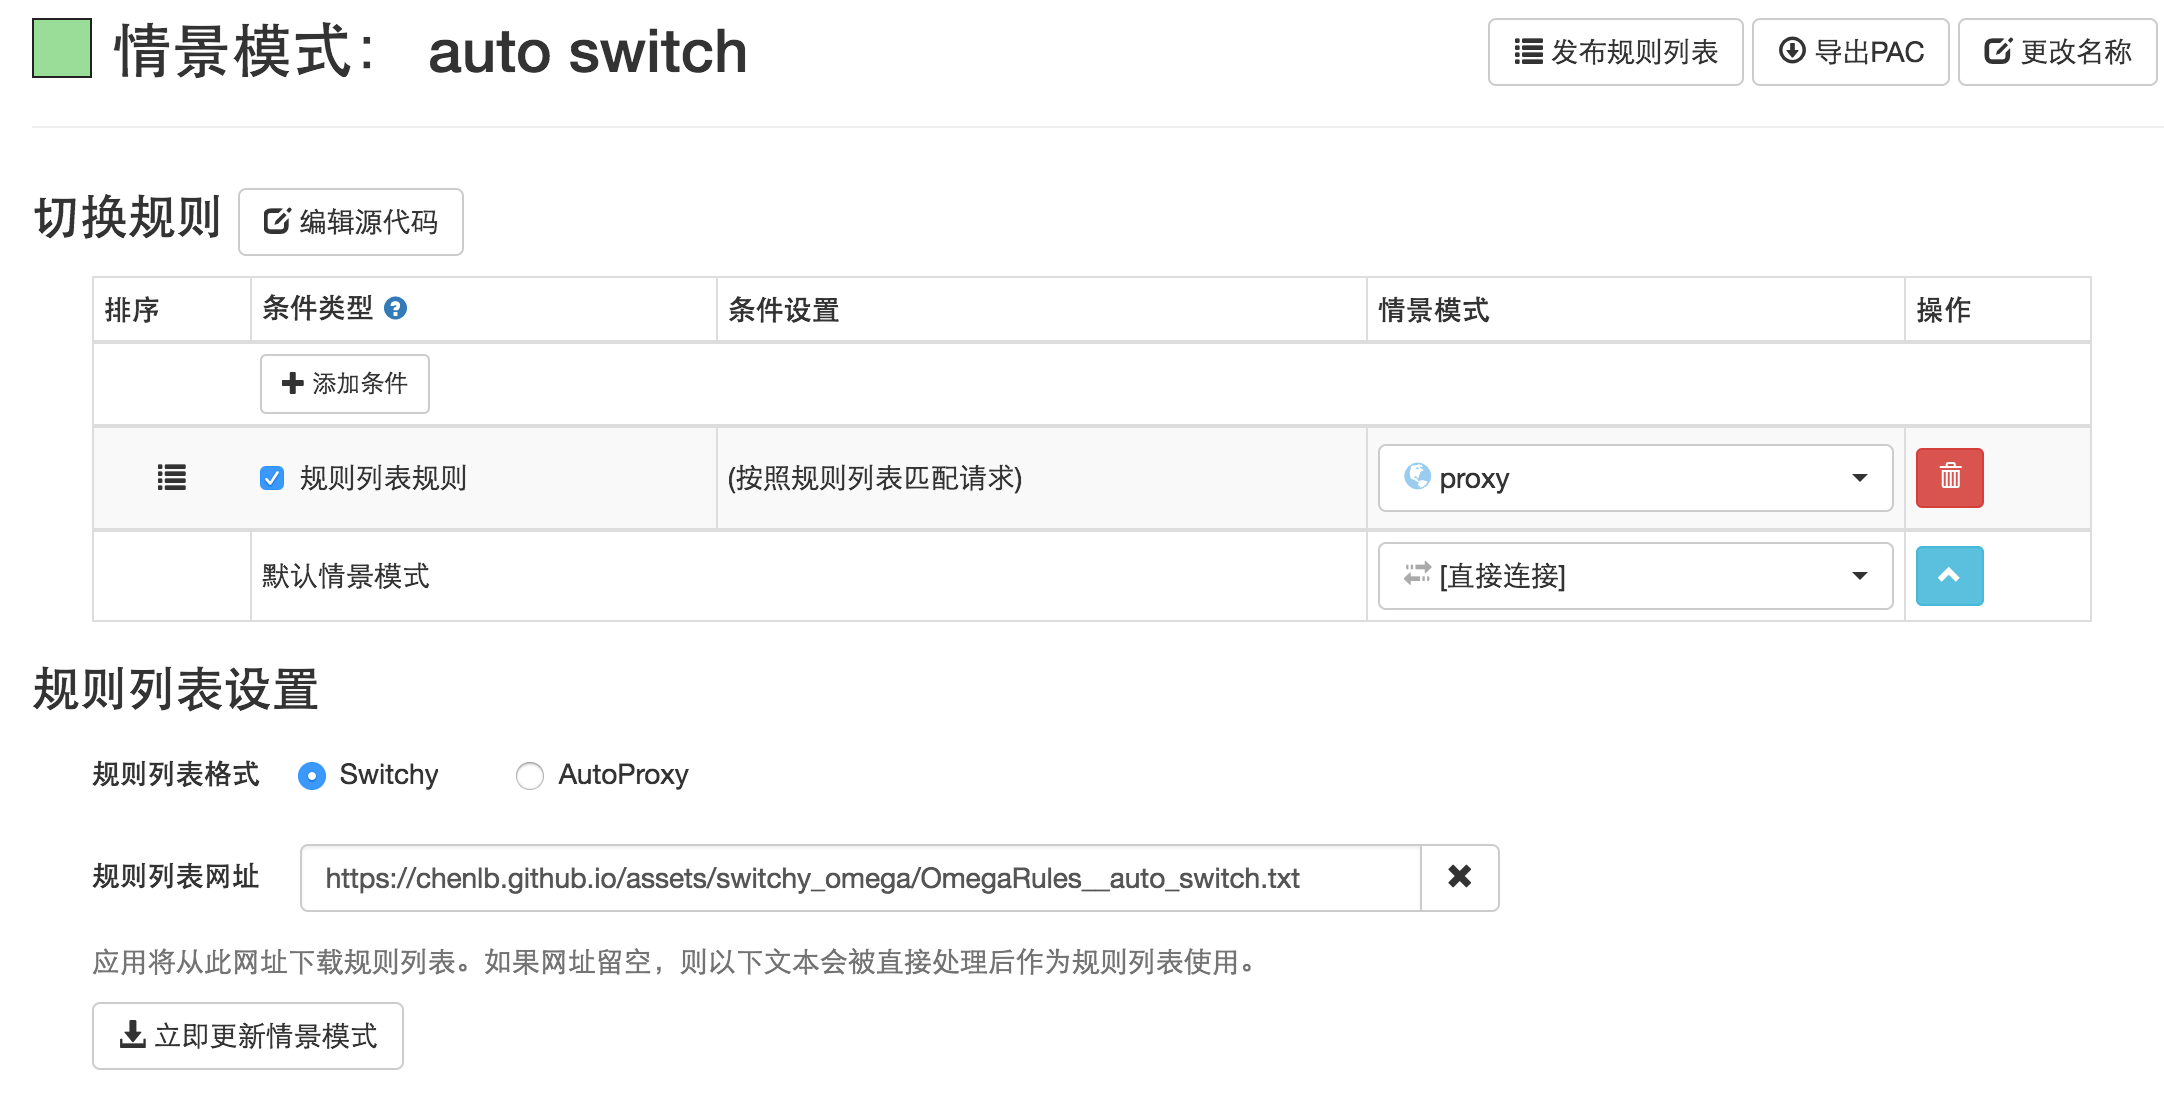 情景模式： auto switch
发布规则列表
导出PAC
更改名称
切换规则
编辑源代码
排序 条件类型 ? 条件设置 情景模式 操作
添加条件
规则列表规则 (按照规则列表匹配请求) proxy
默认情景模式 [直接连接]
规则列表设置
规则列表格式 Switchy AutoProxy
规则列表网址 https://chenlb.github.io/assets/switchy_omega/OmegaRules__auto_switch.txt
应用将从此网址下载规则列表。如果网址留空，则以下文本会被直接处理后作为规则列表使用。
立即更新情景模式